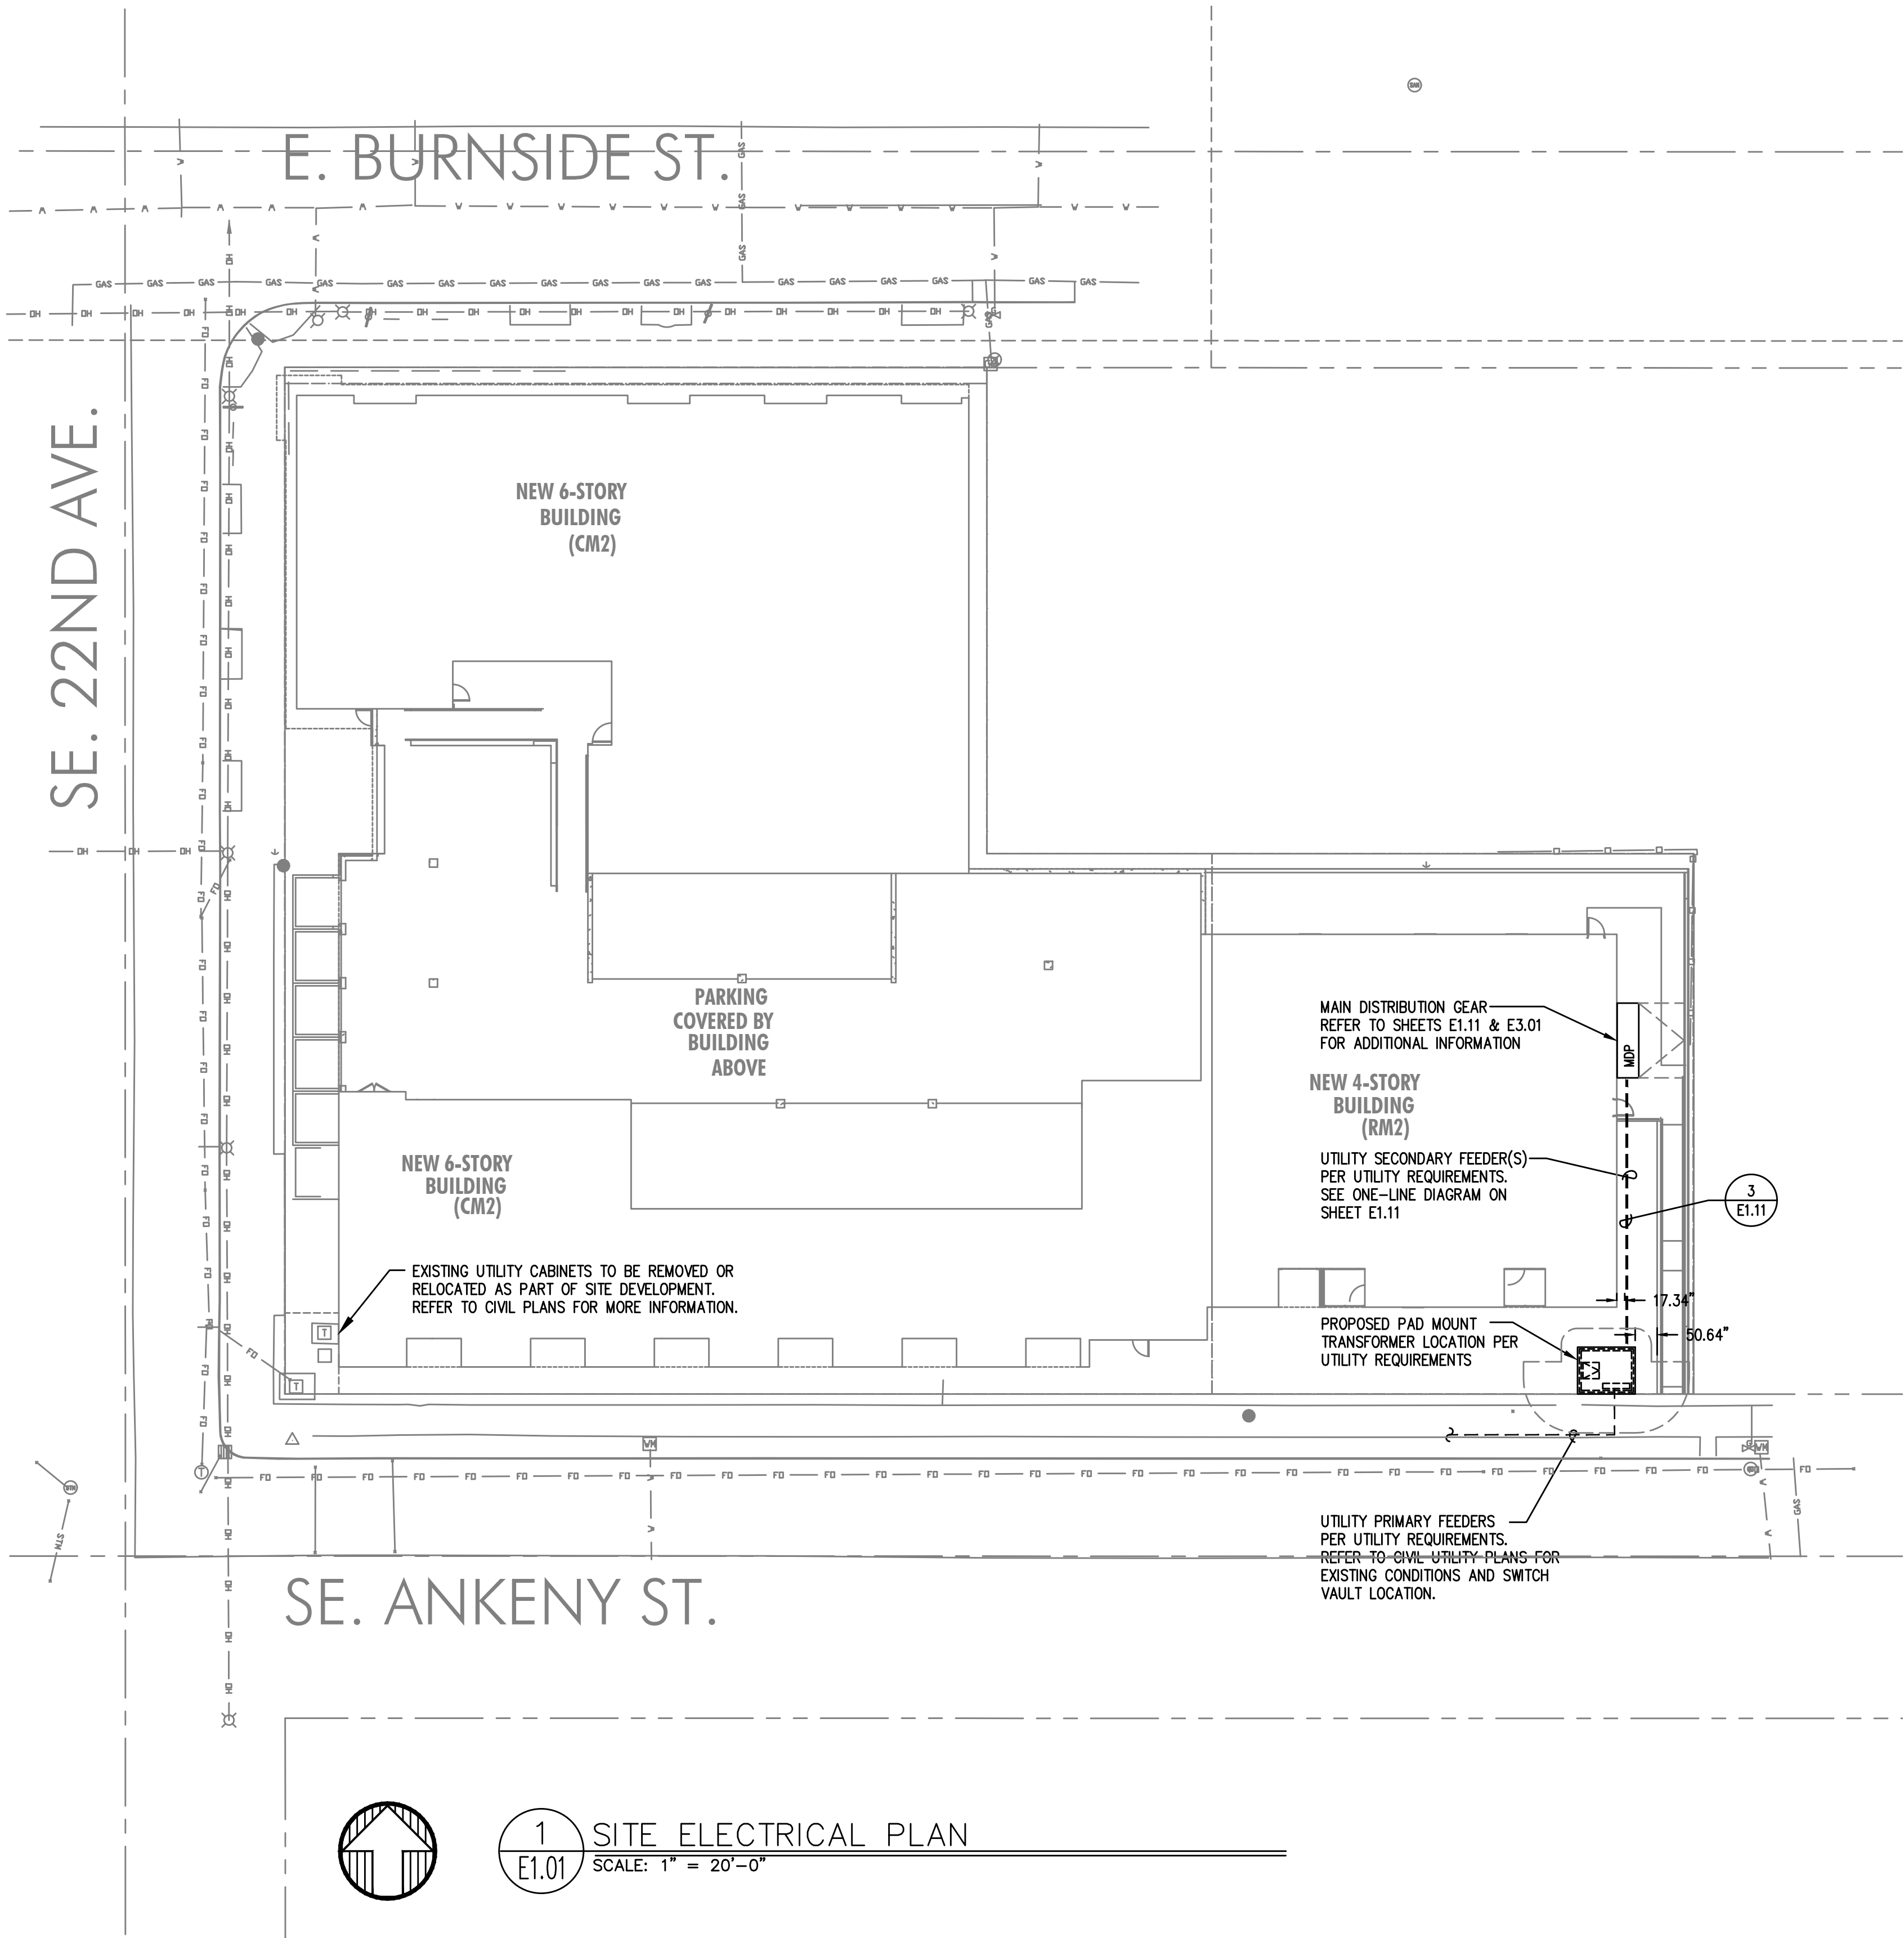 E. BURNSIDE ST.
SE. 22ND AVE.
NEW 6-STORY
BUILDING
(CM2)
PARKING
COVERED BY
BUILDING
ABOVE
MAIN DISTRIBUTION GEAR
REFER TO SHEETS E1.11 & E3.01
FOR ADDITIONAL INFORMATION
MDP
NEW 4-STORY
BUILDING
(RM2)
UTILITY SECONDARY FEEDER(S)
PER UTILITY REQUIREMENTS.
SEE ONE-LINE DIAGRAM ON
SHEET E1.11
3
E1.11
NEW 6-STORY
BUILDING
(CM2)
EXISTING UTILITY CABINETS TO BE REMOVED OR
RELOCATED AS PART OF SITE DEVELOPMENT.
REFER TO CIVIL PLANS FOR MORE INFORMATION.
17.34"
50.64"
PROPOSED PAD MOUNT
TRANSFORMER LOCATION PER
UTILITY REQUIREMENTS
UTILITY PRIMARY FEEDERS
PER UTILITY REQUIREMENTS.
REFER TO CIVIL UTILITY PLANS FOR
EXISTING CONDITIONS AND SWITCH
VAULT LOCATION.
SE. ANKENY ST.
1
E1.01
SITE ELECTRICAL PLAN
SCALE: 1" = 20'-0"